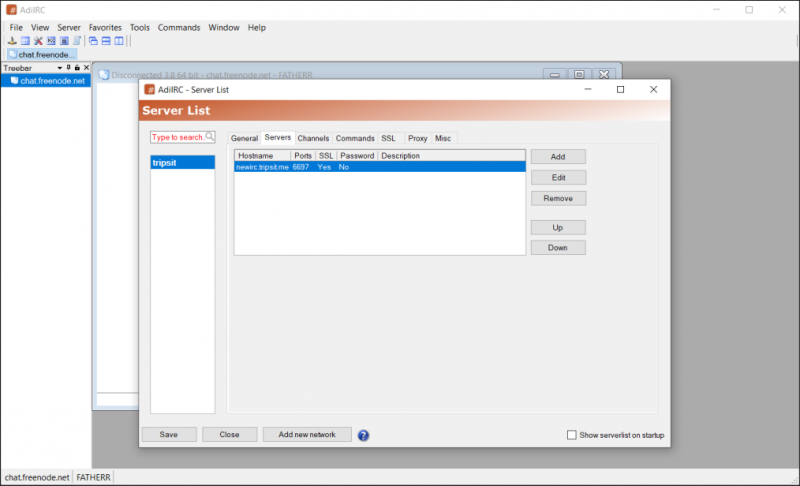 AdiIRC
File View Server Favorites Tools Commands Window Help
chat.freenode...
Treebar
chat.freenode.net
Disconnected 3.8 64 bit - chat.freenode.net - FATHERR
AdiIRC - Server List
Server List
Type to search.
General Servers Channels Commands SSL Proxy Misc
tripsit
Hostname Ports SSL Password Description
newirc.tripsit.me 6697 Yes No
Add
Edit
Remove
Up
Down
Save Close Add new network ? Show serverlist on startup
chat.freenode.net FATHERR